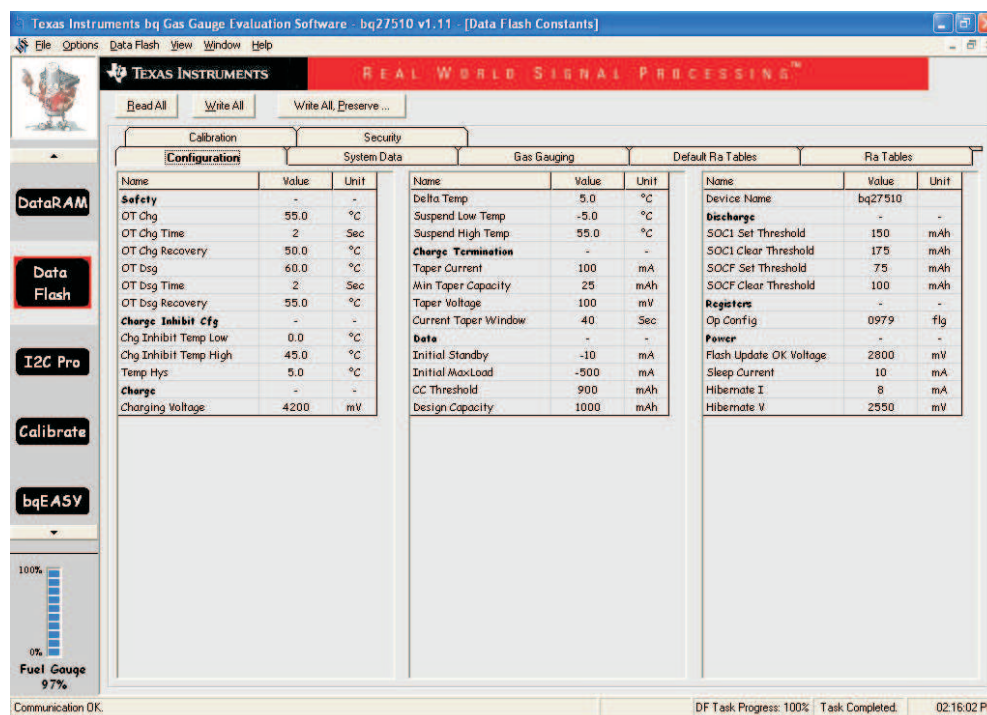 Texas Instruments bq Gas Gauge Evaluation Software - bq27510 v1.11 - [Data Flash Constants]
File Options Data Flash View Window Help
TEXAS INSTRUMENTS REAL WORLD SIGNAL PROCESSING™
Read All Write All Write All, Preserve ...
Calibration Security
Configuration System Data Gas Gauging Default Ra Tables Ra Tables
DataRAM
Data
Flash
I2C Pro
Calibrate
bqEASY
100%
0%
Fuel Gauge
97%
Name Value Unit
Safety - -
OT Chg 55.0 °C
OT Chg Time 2 Sec
OT Chg Recovery 50.0 °C
OT Dsg 60.0 °C
OT Dsg Time 2 Sec
OT Dsg Recovery 55.0 °C
Charge Inhibit Cfg - -
Chg Inhibit Temp Low 0.0 °C
Chg Inhibit Temp High 45.0 °C
Temp Hys 5.0 °C
Charge - -
Charging Voltage 4200 mV
Name Value Unit
Delta Temp 5.0 °C
Suspend Low Temp -5.0 °C
Suspend High Temp 55.0 °C
Charge Termination - -
Taper Current 100 mA
Min Taper Capacity 25 mAh
Taper Voltage 100 mV
Current Taper Window 40 Sec
Data - -
Initial Standby -10 mA
Initial MaxLoad -500 mA
CC Threshold 900 mAh
Design Capacity 1000 mAh
Name Value Unit
Device Name bq27510 -
Discharge - -
SOC1 Set Threshold 150 mAh
SOC1 Clear Threshold 175 mAh
SOCF Set Threshold 75 mAh
SOCF Clear Threshold 100 mAh
Registers - -
Op Config 0979 flg
Power - -
Flash Update OK Voltage 2800 mV
Sleep Current 10 mA
Hibernate I 8 mA
Hibernate V 2550 mV
Communication OK. DF Task Progress: 100% Task Completed. 02:16:02 P